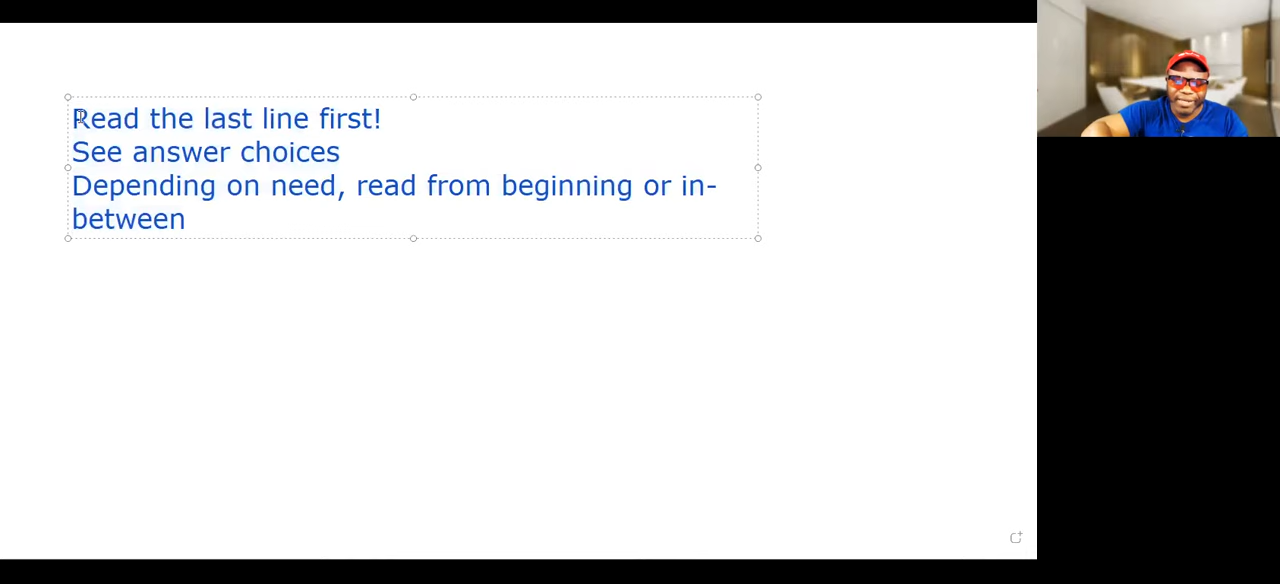 Read the last line first!
See answer choices
Depending on need, read from beginning or in-
between